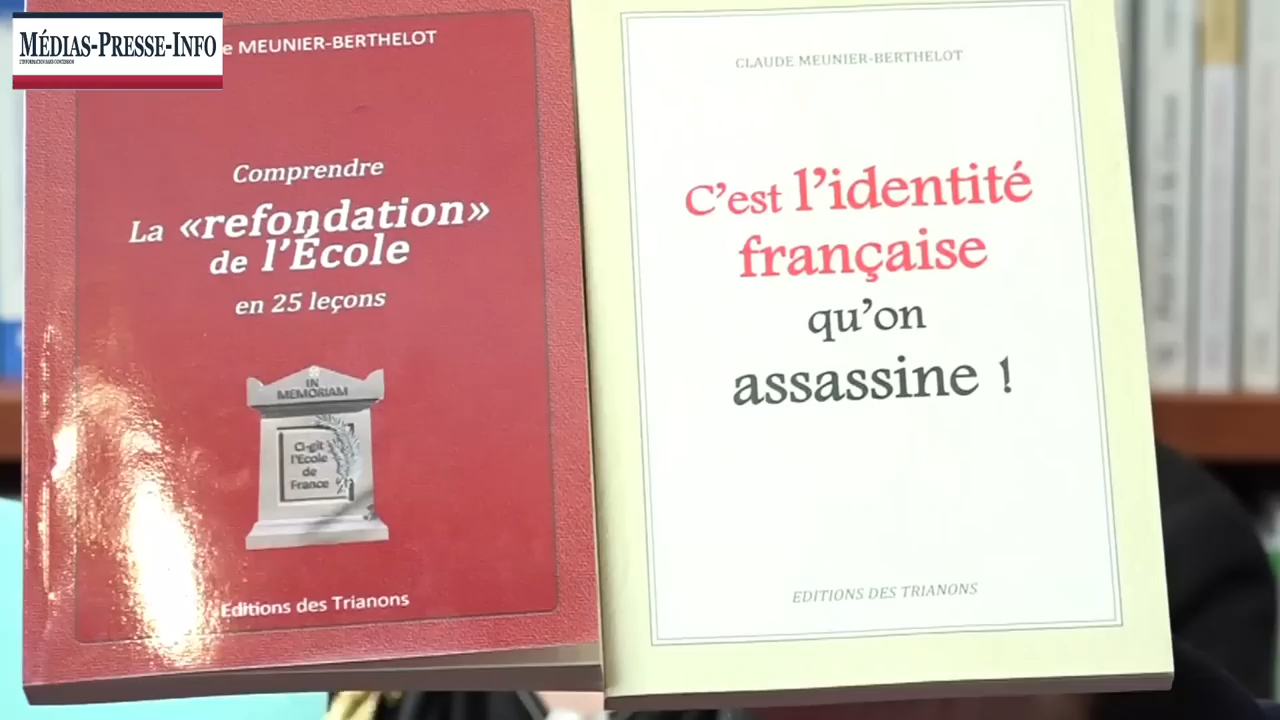 MÉDIAS-PRESSE-INFO
e MEUNIER-BERTHELOT
Comprendre
La «refondation»
de l'École
en 25 leçons
IN
MEMORIAM
Ci-gît
l'Ecole
de
France
Editions des Trianons
CLAUDE MEUNIER-BERTHELOT
C'est l'identité
française
qu'on
assassine !
EDITIONS DES TRIANONS